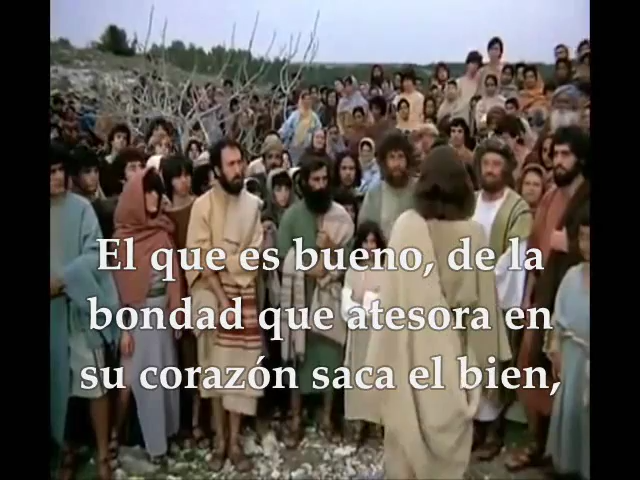 El que es bueno, de la
bondad que atesora en
su corazón saca el bien,